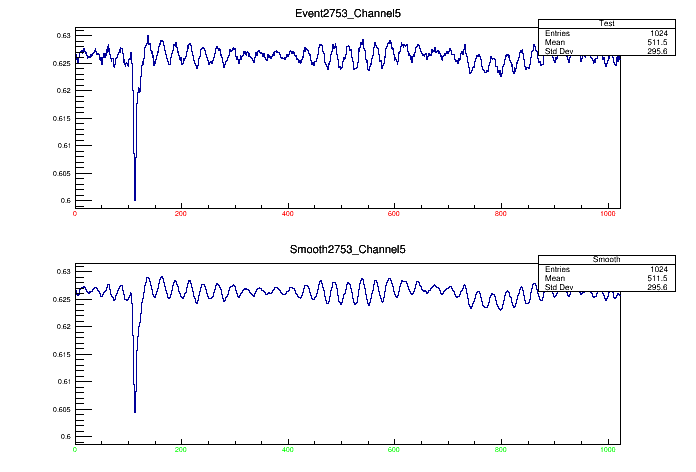 Event2753_Channel5
Test
Entries 1024
Mean 511.5
Std Dev 295.6
0.63
0.625
0.62
0.615
0.61
0.605
0.6
0 200 400 600 800 1000
Smooth2753_Channel5
Smooth
Entries 1024
Mean 511.5
Std Dev 295.6
0.63
0.625
0.62
0.615
0.61
0.605
0.6
0 200 400 600 800 1000